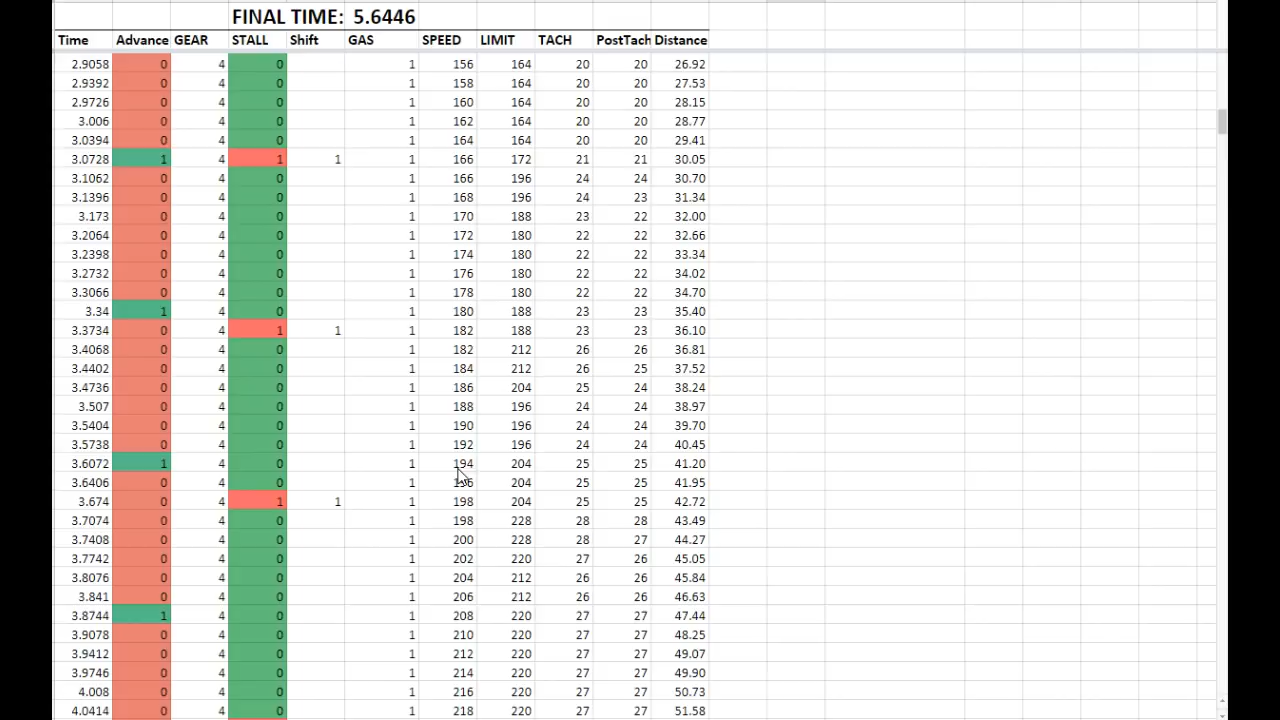 FINAL TIME: 5.6446
Time Advance GEAR STALL Shift GAS SPEED LIMIT TACH PostTach Distance
2.9058 0 4 0 1 156 164 20 20 26.92
2.9392 0 4 0 1 158 164 20 20 27.53
2.9726 0 4 0 1 160 164 20 20 28.15
3.006 0 4 0 1 162 164 20 20 28.77
3.0394 0 4 0 1 164 164 20 20 29.41
3.0728 1 4 1 1 1 166 172 21 21 30.05
3.1062 0 4 0 1 166 196 24 24 30.70
3.1396 0 4 0 1 168 196 24 23 31.34
3.173 0 4 0 1 170 188 23 22 32.00
3.2064 0 4 0 1 172 180 22 22 32.66
3.2398 0 4 0 1 174 180 22 22 33.34
3.2732 0 4 0 1 176 180 22 22 34.02
3.3066 0 4 0 1 178 180 22 22 34.70
3.34 1 4 0 1 180 188 23 23 35.40
3.3734 0 4 1 1 1 182 188 23 23 36.10
3.4068 0 4 0 1 182 212 26 26 36.81
3.4402 0 4 0 1 184 212 26 25 37.52
3.4736 0 4 0 1 186 204 25 24 38.24
3.507 0 4 0 1 188 196 24 24 38.97
3.5404 0 4 0 1 190 196 24 24 39.70
3.5738 0 4 0 1 192 196 24 24 40.45
3.6072 1 4 0 1 194 204 25 25 41.20
3.6406 0 4 0 1 196 204 25 25 41.95
3.674 0 4 1 1 1 198 204 25 25 42.72
3.7074 0 4 0 1 198 228 28 28 43.49
3.7408 0 4 0 1 200 228 28 27 44.27
3.7742 0 4 0 1 202 220 27 26 45.05
3.8076 0 4 0 1 204 212 26 26 45.84
3.841 0 4 0 1 206 212 26 26 46.63
3.8744 1 4 0 1 208 220 27 27 47.44
3.9078 0 4 0 1 210 220 27 27 48.25
3.9412 0 4 0 1 212 220 27 27 49.07
3.9746 0 4 0 1 214 220 27 27 49.90
4.008 0 4 0 1 216 220 27 27 50.73
4.0414 0 4 0 1 218 220 27 27 51.58